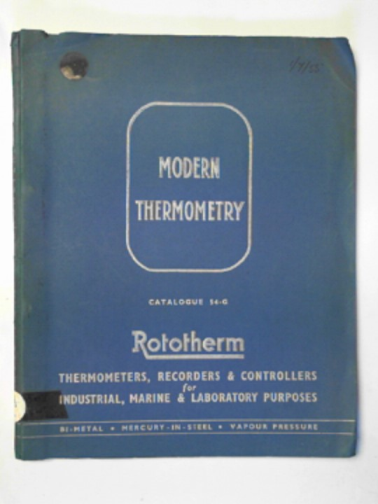 MODERN
THERMOMETRY
CATALOGUE 54-G
Rototherm
THERMOMETERS, RECORDERS & CONTROLLERS
for
INDUSTRIAL, MARINE & LABORATORY PURPOSES
BI-METAL • MERCURY-IN-STEEL • VAPOUR PRESSURE